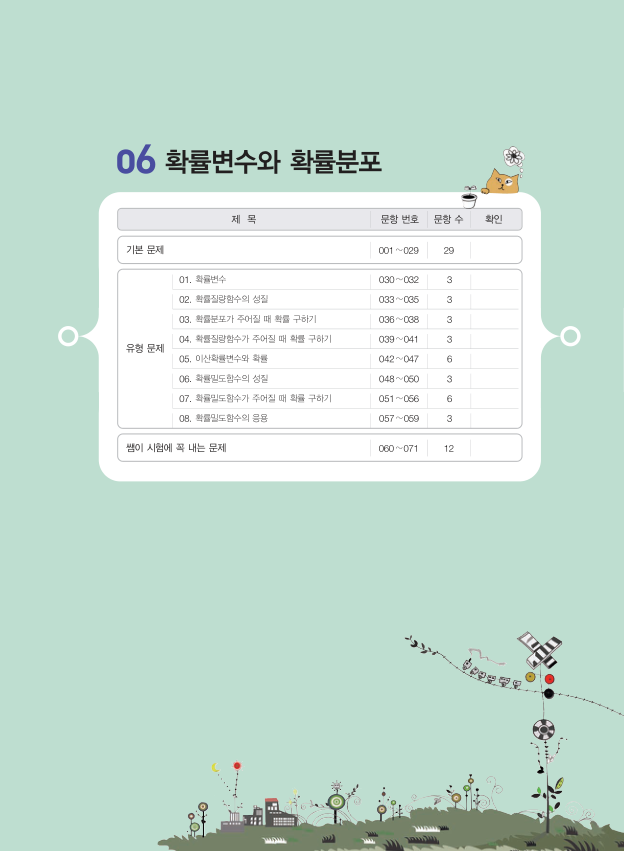 06 확률변수와 확률분포
제 목 문항 번호 문항 수 확인
기본 문제 001~029 29
유형 문제
01. 확률변수 030~032 3
02. 확률질량함수의 성질 033~035 3
03. 확률분포가 주어질 때 확률 구하기 036~038 3
04. 확률질량함수가 주어질 때 확률 구하기 039~041 3
05. 이산확률변수와 확률 042~047 6
06. 확률밀도함수의 성질 048~050 3
07. 확률밀도함수가 주어질 때 확률 구하기 051~056 6
08. 확률밀도함수의 응용 057~059 3
쌤이 시험에 꼭 내는 문제 060~071 12